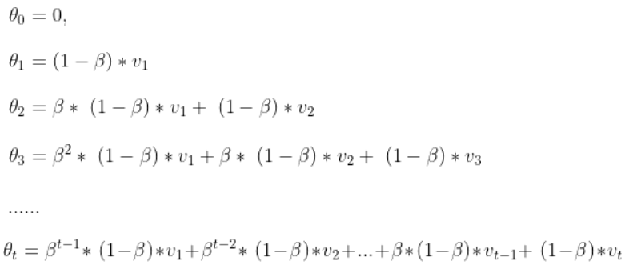 θ₀ = 0,
θ₁ = (1 − β) ∗ v₁
θ₂ = β ∗ (1 − β) ∗ v₁ + (1 − β) ∗ v₂
θ₃ = β² ∗ (1 − β) ∗ v₁ + β ∗ (1 − β) ∗ v₂ + (1 − β) ∗ v₃
......
θₜ = βᵗ⁻¹∗ (1−β)∗v₁+βᵗ⁻²∗ (1−β)∗v₂+...+β∗(1−β)∗vₜ₋₁+ (1−β)∗vₜ